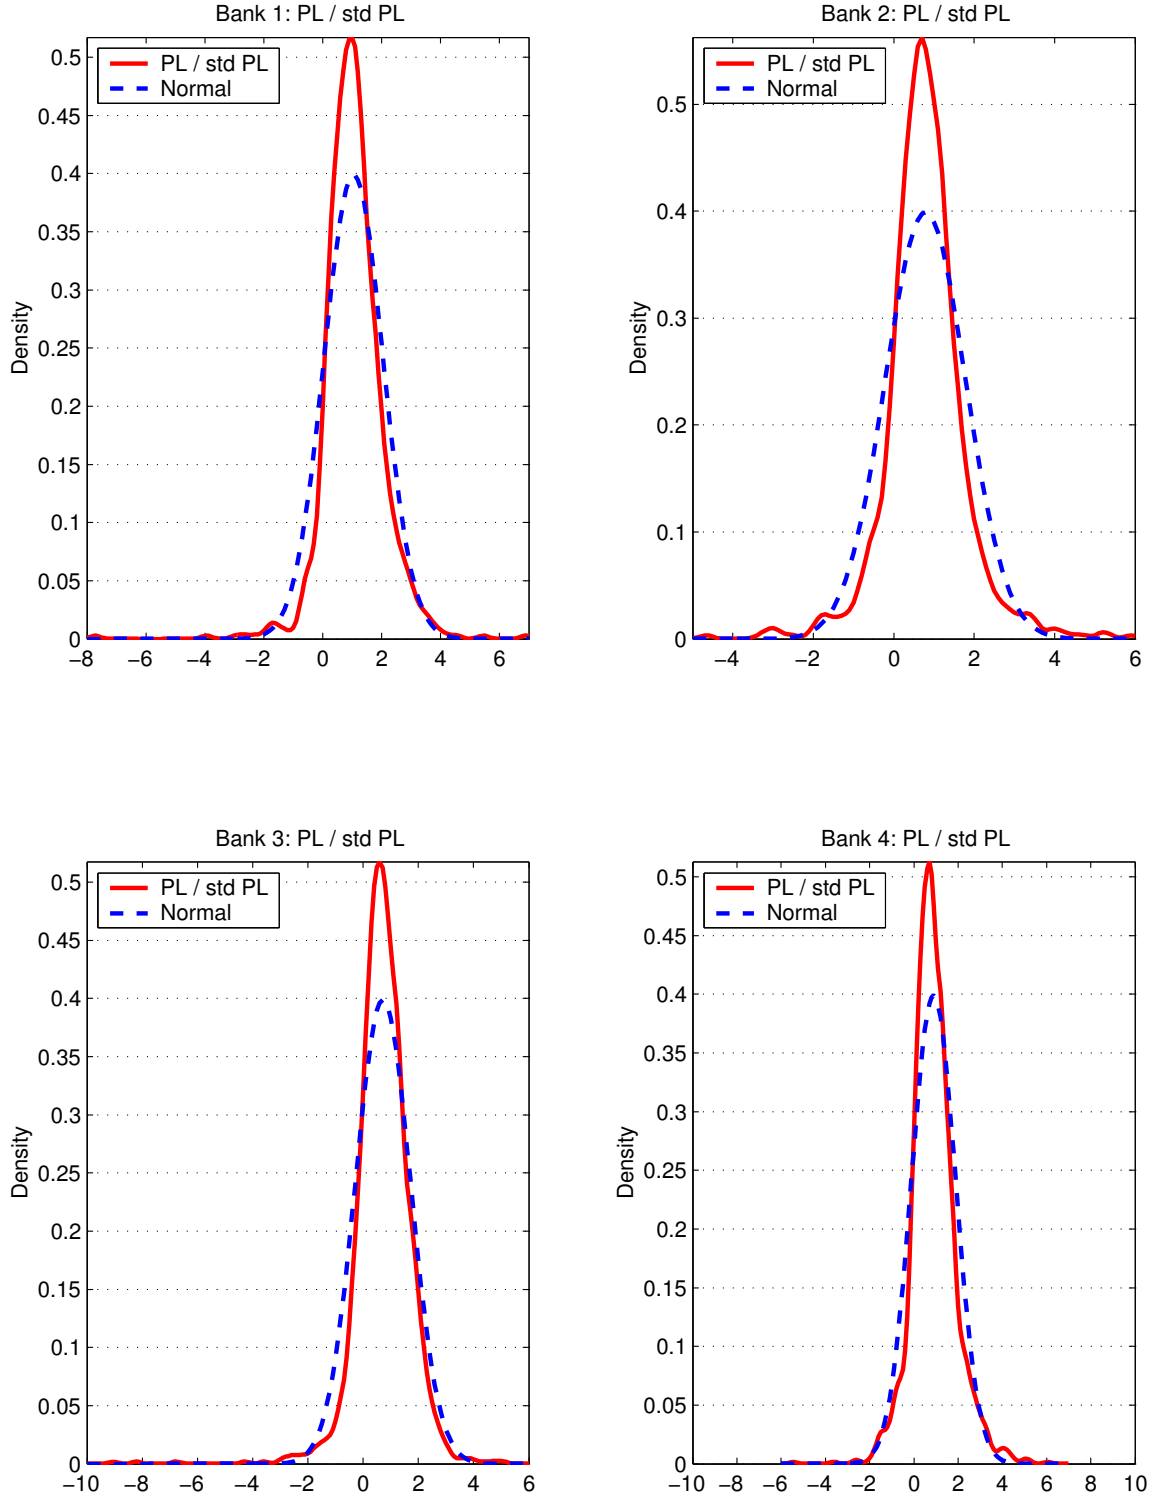 Bank 1: PL / std PL
PL / std PL
Normal
Density
0.5
0.45
0.4
0.35
0.3
0.25
0.2
0.15
0.1
0.05
0
−8 −6 −4 −2 0 2 4 6
Bank 2: PL / std PL
PL / std PL
Normal
Density
0.5
0.4
0.3
0.2
0.1
0
−4 −2 0 2 4 6
Bank 3: PL / std PL
PL / std PL
Normal
Density
0.5
0.45
0.4
0.35
0.3
0.25
0.2
0.15
0.1
0.05
0
−10 −8 −6 −4 −2 0 2 4 6
Bank 4: PL / std PL
PL / std PL
Normal
Density
0.5
0.45
0.4
0.35
0.3
0.25
0.2
0.15
0.1
0.05
0
−10 −8 −6 −4 −2 0 2 4 6 8 10